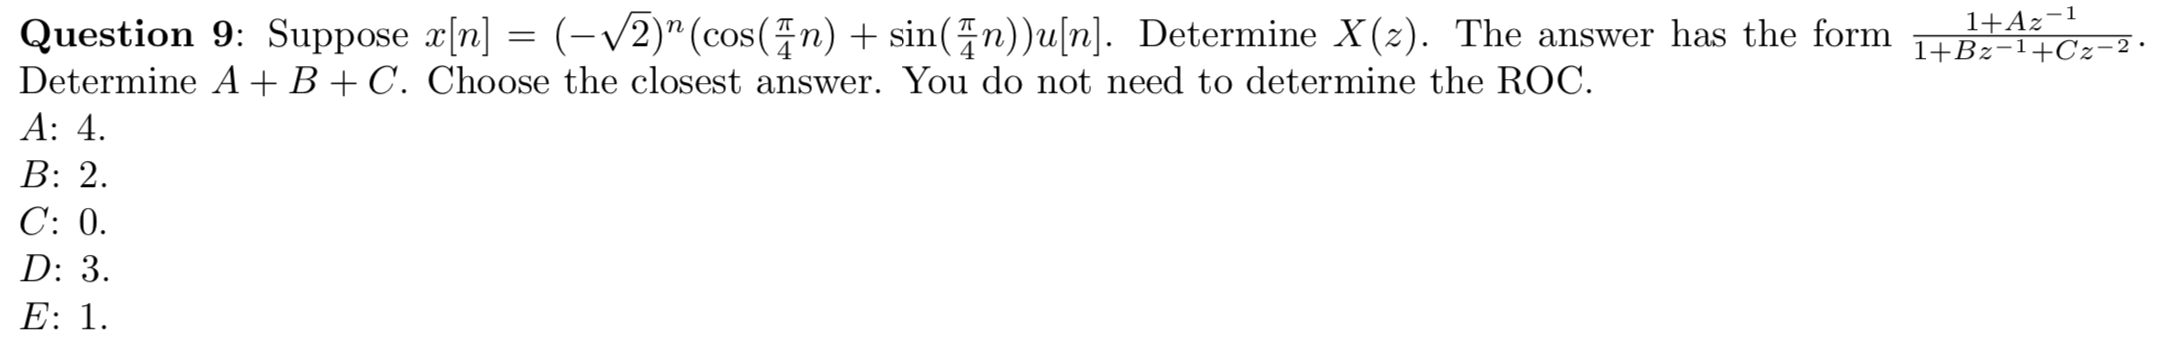 Question 9: Suppose x[n] = (−√2)ⁿ(cos(π/4 n) + sin(π/4 n))u[n]. Determine X(z). The answer has the form (1+Az⁻¹)/(1+Bz⁻¹+Cz⁻²).
Determine A + B + C. Choose the closest answer. You do not need to determine the ROC.
A: 4.
B: 2.
C: 0.
D: 3.
E: 1.